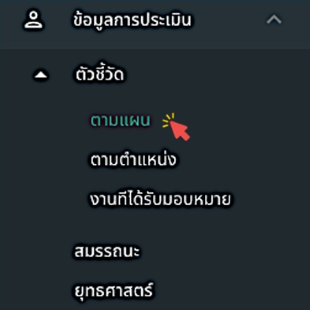 ข้อมูลการประเมิน
ตัวชี้วัด
ตามแผน
ตามตำแหน่ง
งานที่ได้รับมอบหมาย
สมรรถนะ
ยุทธศาสตร์